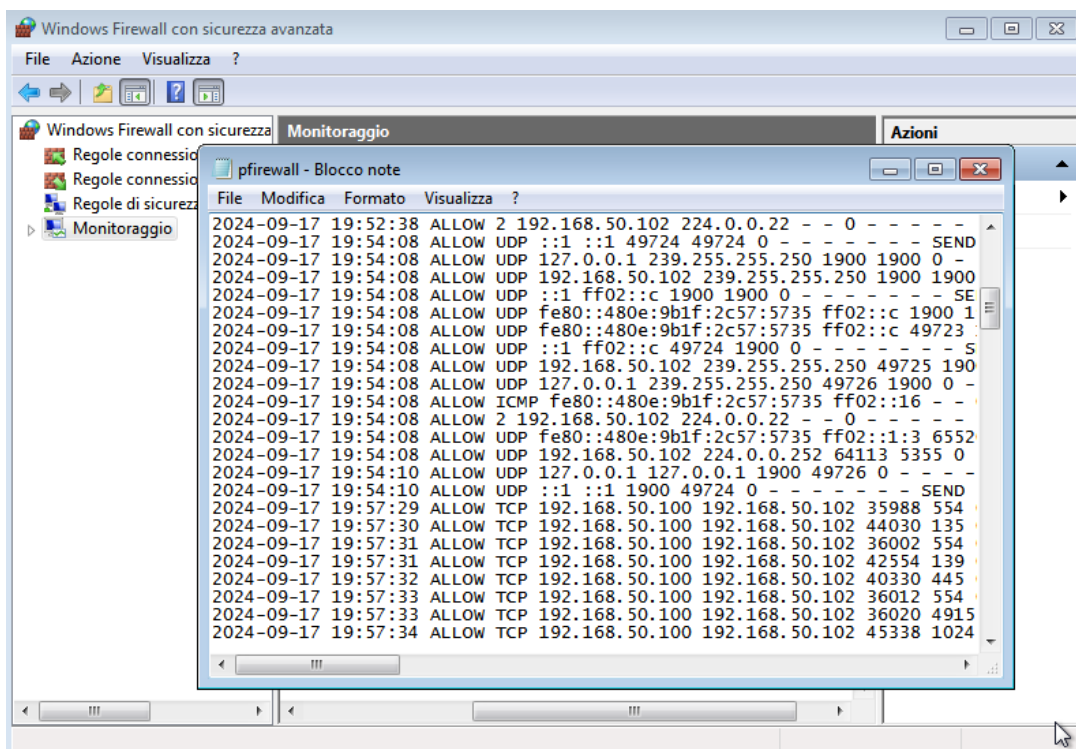 Windows Firewall con sicurezza avanzata
File Azione Visualizza ?
Windows Firewall con sicurezza
Regole connessio
Regole connessio
Regole di sicurezz
Monitoraggio
Monitoraggio
Azioni
pfirewall - Blocco note
File Modifica Formato Visualizza ?
2024-09-17 19:52:38 ALLOW 2 192.168.50.102 224.0.0.22 - - 0 - - - - -
2024-09-17 19:54:08 ALLOW UDP ::1 ::1 49724 49724 0 - - - - - - - SEND
2024-09-17 19:54:08 ALLOW UDP 127.0.0.1 239.255.255.250 1900 1900 0 -
2024-09-17 19:54:08 ALLOW UDP 192.168.50.102 239.255.255.250 1900 1900
2024-09-17 19:54:08 ALLOW UDP ::1 ff02::c 1900 1900 0 - - - - - - - SE
2024-09-17 19:54:08 ALLOW UDP fe80::480e:9b1f:2c57:5735 ff02::c 1900 1
2024-09-17 19:54:08 ALLOW UDP fe80::480e:9b1f:2c57:5735 ff02::c 49723
2024-09-17 19:54:08 ALLOW UDP ::1 ff02::c 49724 1900 0 - - - - - - - S
2024-09-17 19:54:08 ALLOW UDP 192.168.50.102 239.255.255.250 49725 190
2024-09-17 19:54:08 ALLOW UDP 127.0.0.1 239.255.255.250 49726 1900 0 -
2024-09-17 19:54:08 ALLOW ICMP fe80::480e:9b1f:2c57:5735 ff02::16 - -
2024-09-17 19:54:08 ALLOW 2 192.168.50.102 224.0.0.22 - - 0 - - - - -
2024-09-17 19:54:08 ALLOW UDP fe80::480e:9b1f:2c57:5735 ff02::1:3 6552
2024-09-17 19:54:08 ALLOW UDP 192.168.50.102 224.0.0.252 64113 5355 0
2024-09-17 19:54:10 ALLOW UDP 127.0.0.1 127.0.0.1 1900 49726 0 - - - -
2024-09-17 19:54:10 ALLOW UDP ::1 ::1 1900 49724 0 - - - - - - - SEND
2024-09-17 19:57:29 ALLOW TCP 192.168.50.100 192.168.50.102 35988 554
2024-09-17 19:57:30 ALLOW TCP 192.168.50.100 192.168.50.102 44030 135
2024-09-17 19:57:31 ALLOW TCP 192.168.50.100 192.168.50.102 36002 554
2024-09-17 19:57:31 ALLOW TCP 192.168.50.100 192.168.50.102 42554 139
2024-09-17 19:57:32 ALLOW TCP 192.168.50.100 192.168.50.102 40330 445
2024-09-17 19:57:33 ALLOW TCP 192.168.50.100 192.168.50.102 36012 554
2024-09-17 19:57:33 ALLOW TCP 192.168.50.100 192.168.50.102 36020 4915
2024-09-17 19:57:34 ALLOW TCP 192.168.50.100 192.168.50.102 45338 1024